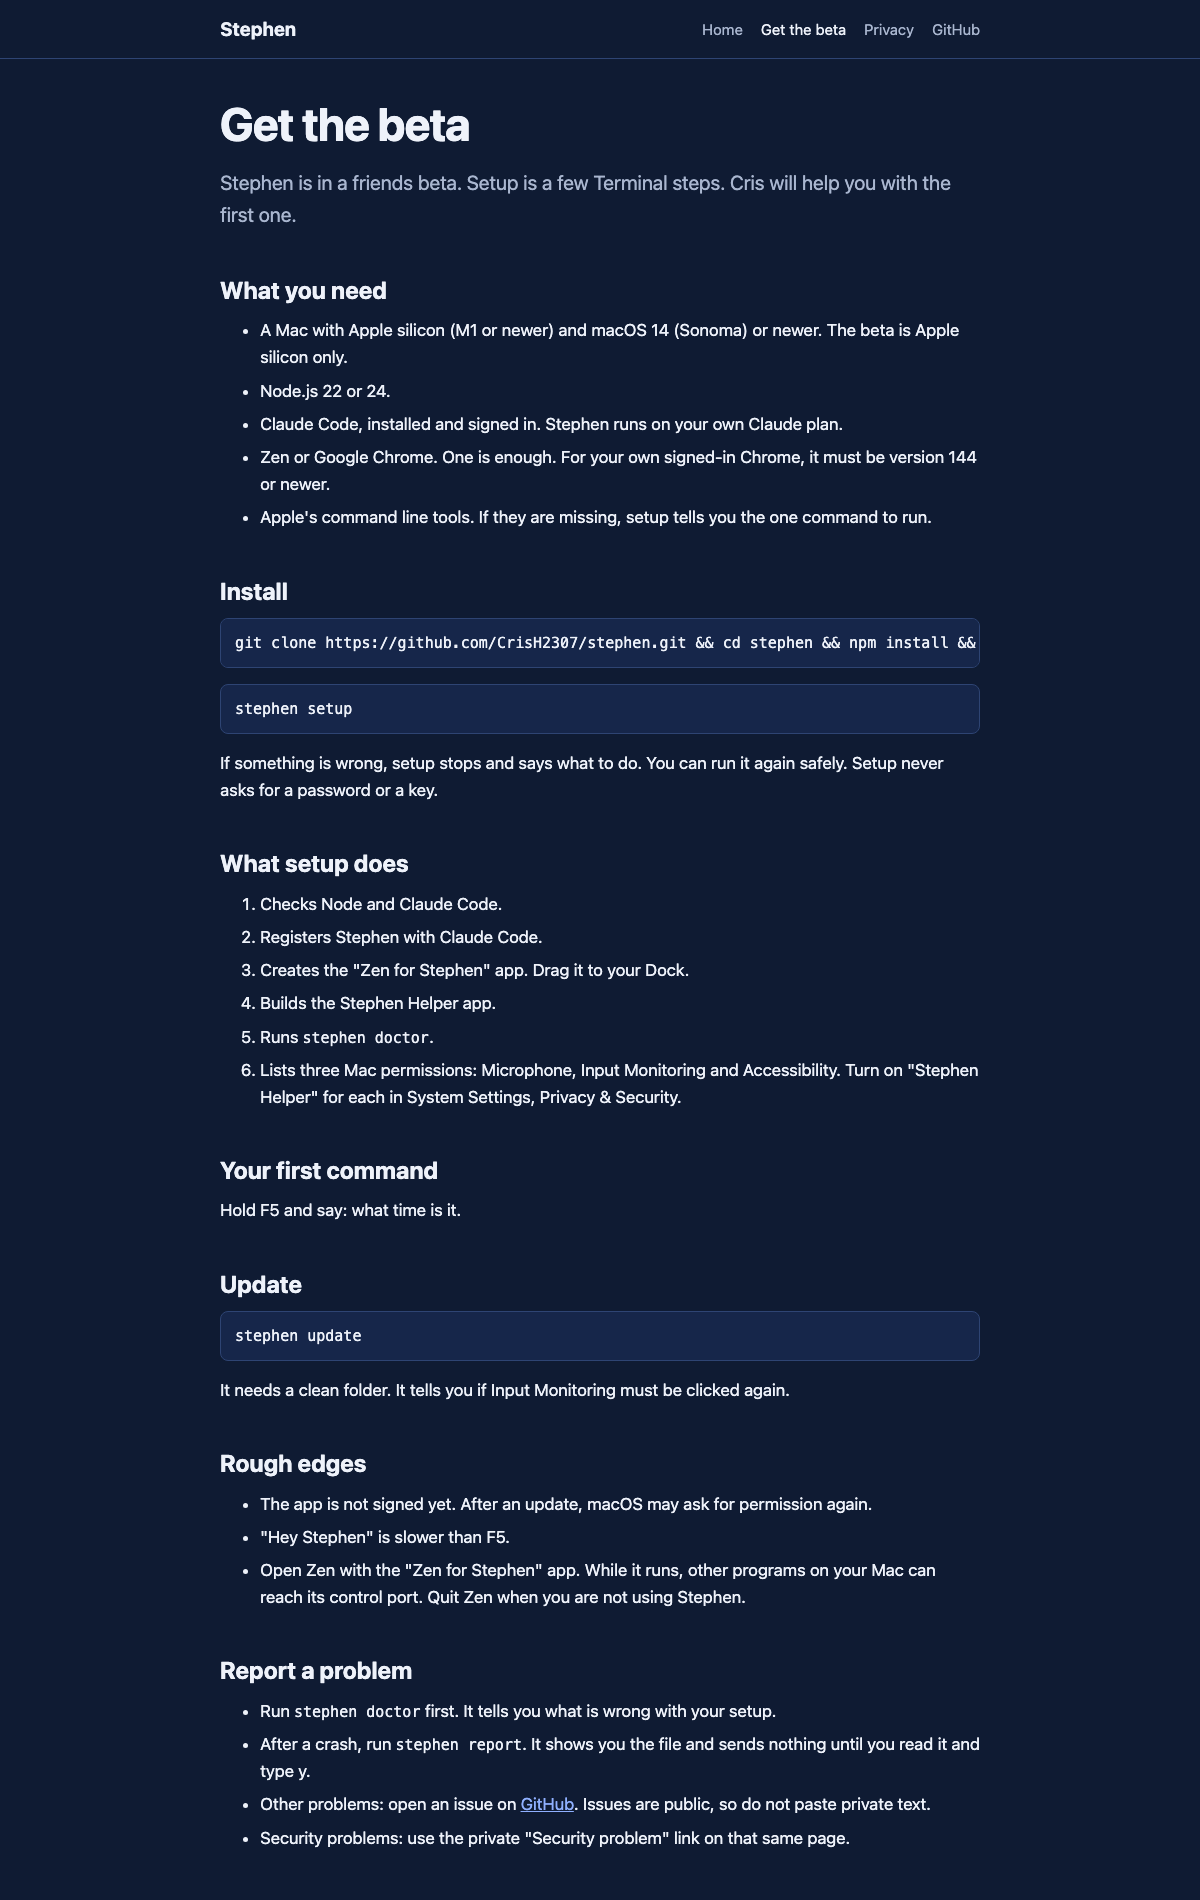 Stephen
Home Get the beta Privacy GitHub
Get the beta
Stephen is in a friends beta. Setup is a few Terminal steps. Cris will help you with the
first one.
What you need
• A Mac with Apple silicon (M1 or newer) and macOS 14 (Sonoma) or newer. The beta is Apple
silicon only.
• Node.js 22 or 24.
• Claude Code, installed and signed in. Stephen runs on your own Claude plan.
• Zen or Google Chrome. One is enough. For your own signed-in Chrome, it must be version 144
or newer.
• Apple's command line tools. If they are missing, setup tells you the one command to run.
Install
git clone https://github.com/CrisH2307/stephen.git && cd stephen && npm install &&
stephen setup
If something is wrong, setup stops and says what to do. You can run it again safely. Setup never
asks for a password or a key.
What setup does
1. Checks Node and Claude Code.
2. Registers Stephen with Claude Code.
3. Creates the "Zen for Stephen" app. Drag it to your Dock.
4. Builds the Stephen Helper app.
5. Runs stephen doctor.
6. Lists three Mac permissions: Microphone, Input Monitoring and Accessibility. Turn on "Stephen
Helper" for each in System Settings, Privacy & Security.
Your first command
Hold F5 and say: what time is it.
Update
stephen update
It needs a clean folder. It tells you if Input Monitoring must be clicked again.
Rough edges
• The app is not signed yet. After an update, macOS may ask for permission again.
• "Hey Stephen" is slower than F5.
• Open Zen with the "Zen for Stephen" app. While it runs, other programs on your Mac can
reach its control port. Quit Zen when you are not using Stephen.
Report a problem
• Run stephen doctor first. It tells you what is wrong with your setup.
• After a crash, run stephen report. It shows you the file and sends nothing until you read it and
type y.
• Other problems: open an issue on GitHub. Issues are public, so do not paste private text.
• Security problems: use the private "Security problem" link on that same page.